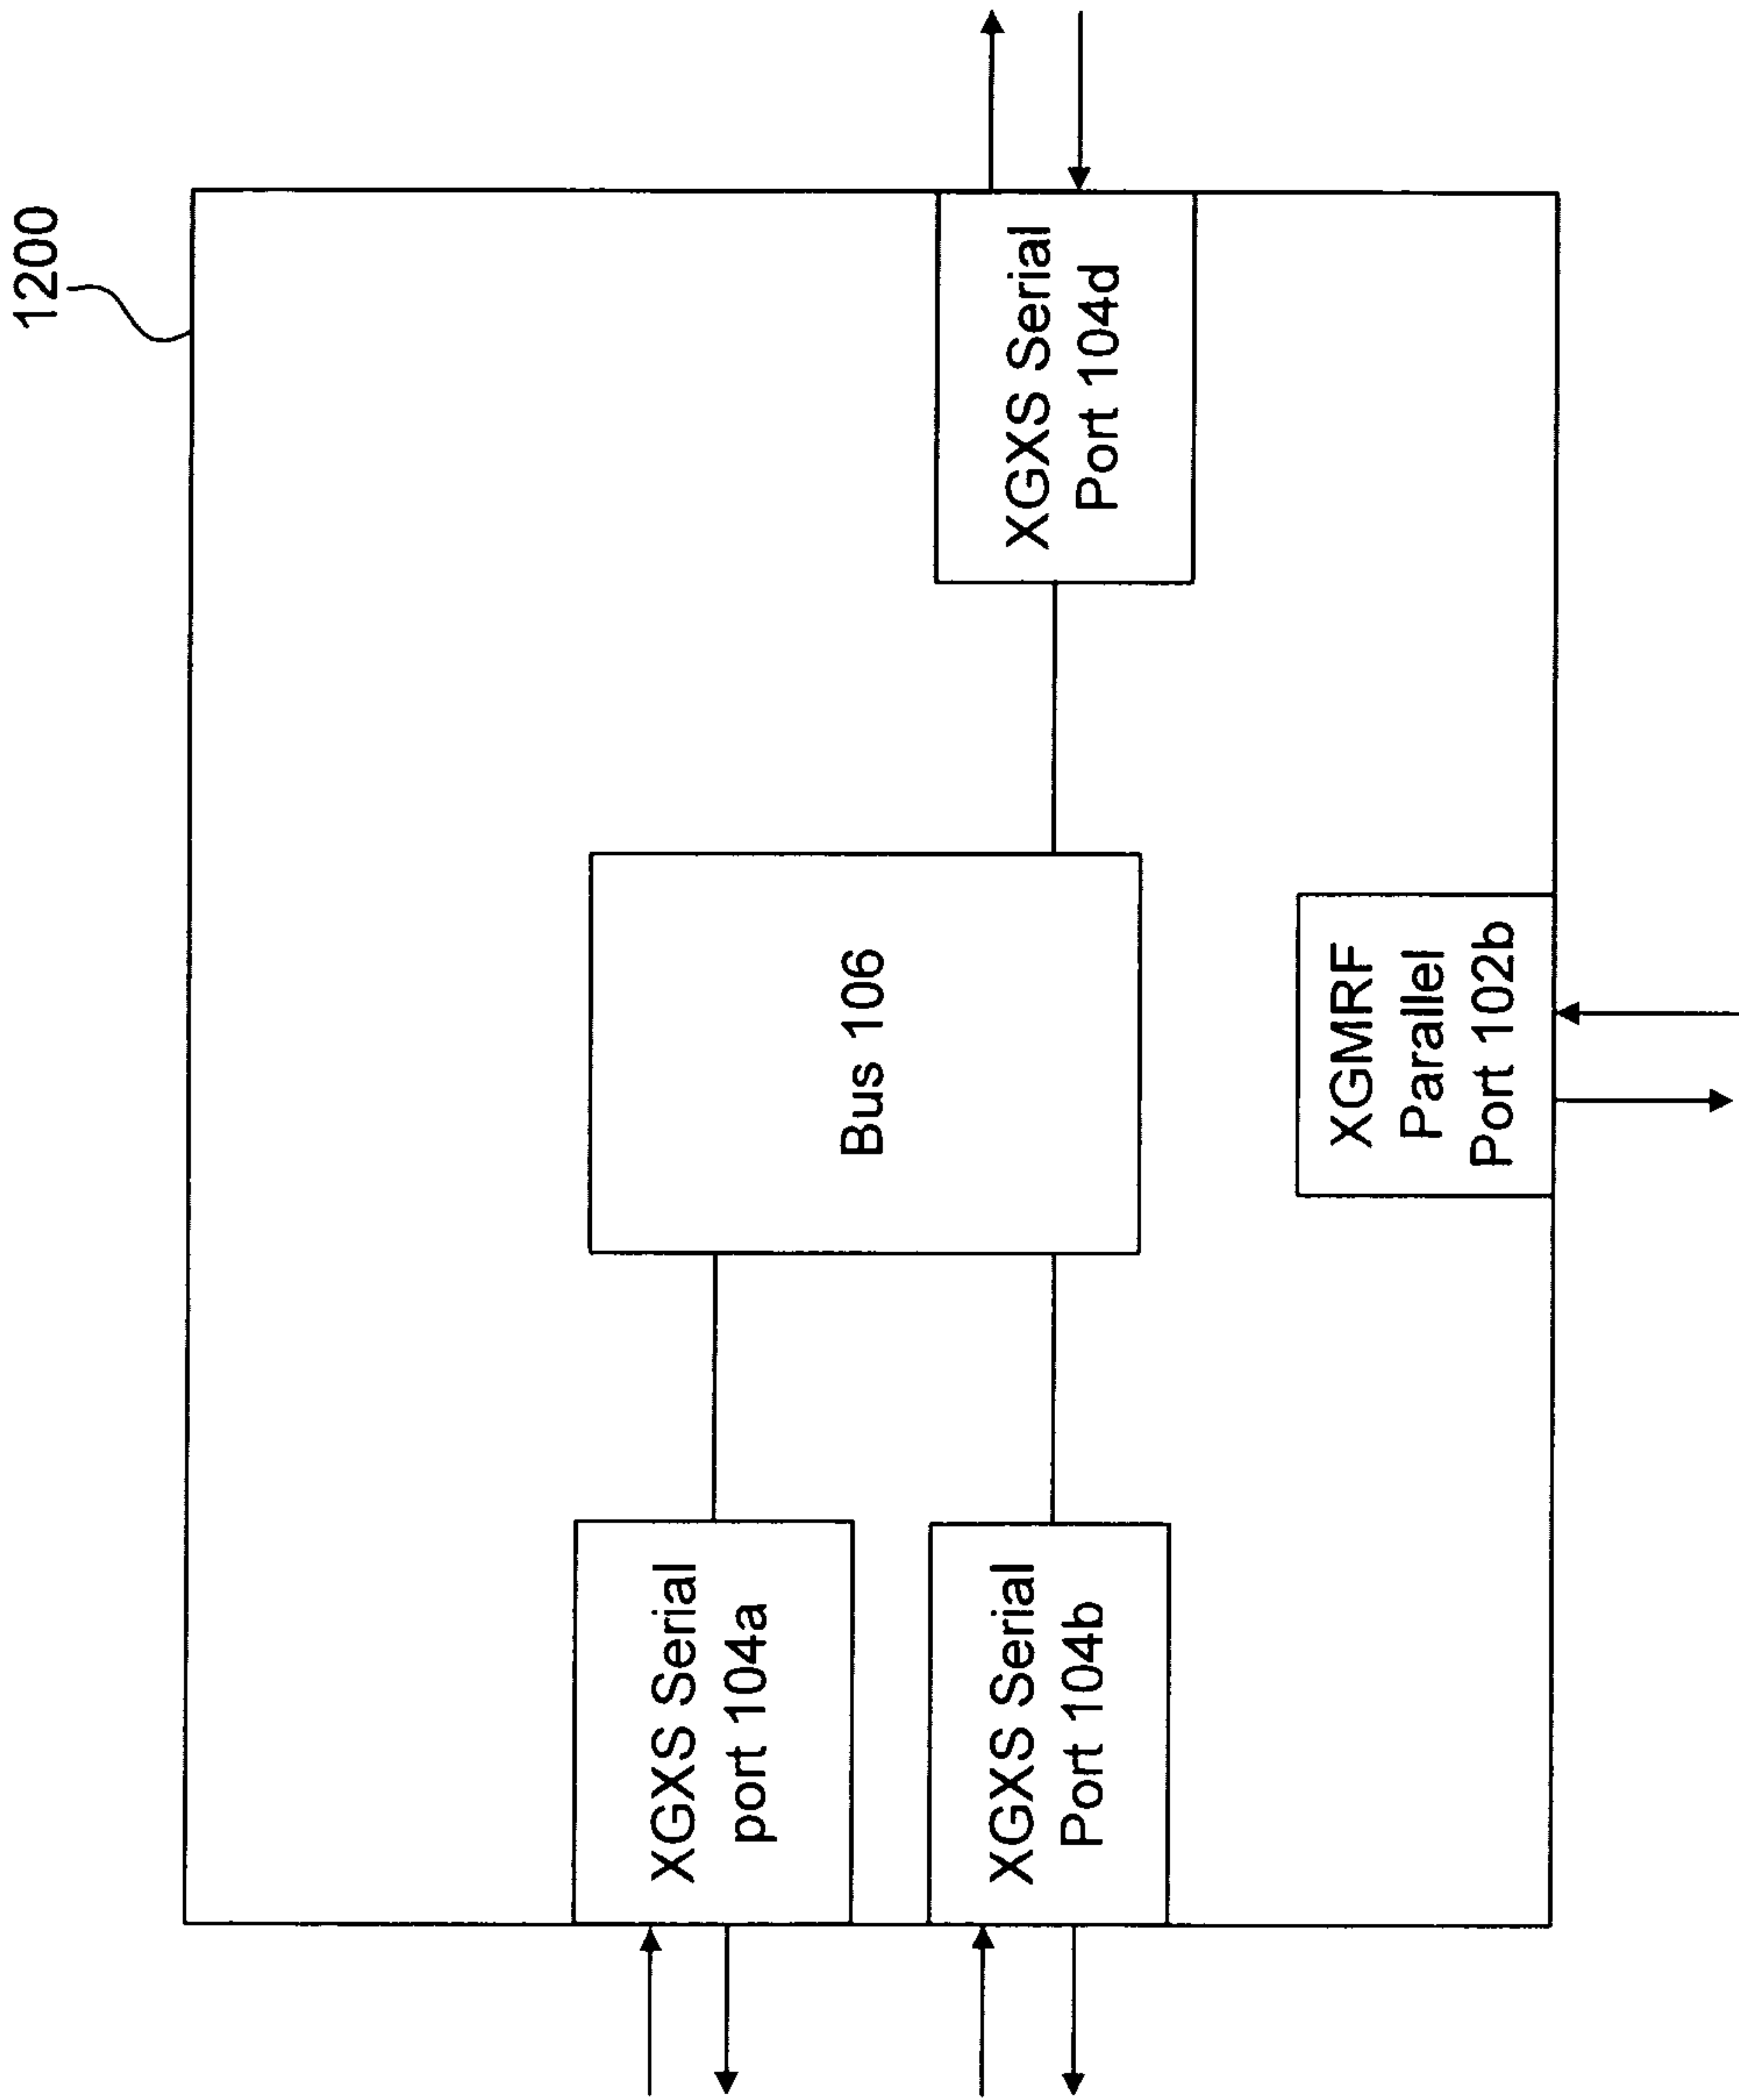 1200
XGXS Serial
port 104a
XGXS Serial
Port 104b
Bus 106
XGXS Serial
Port 104d
XGMRF
Parallel
Port 102b